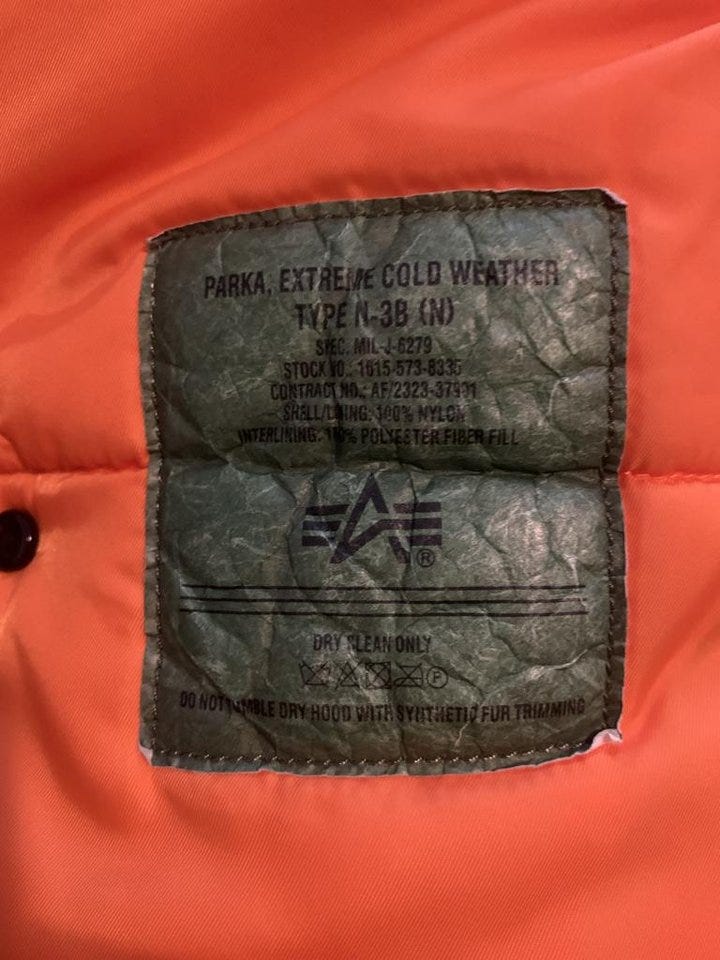 PARKA, EXTREME COLD WEATHER
TYPE N-3B (N)
SPEC. MIL-J-6279
STOCK NO.: 1615-573-8335
CONTRACT NO.: AF/2323-37991
SHELL/LINING: 100% NYLON
INTERLINING: 100% POLYESTER FIBER FILL
®
DRY CLEAN ONLY
P
DO NOT TUMBLE DRY HOOD WITH SYNTHETIC FUR TRIMMING